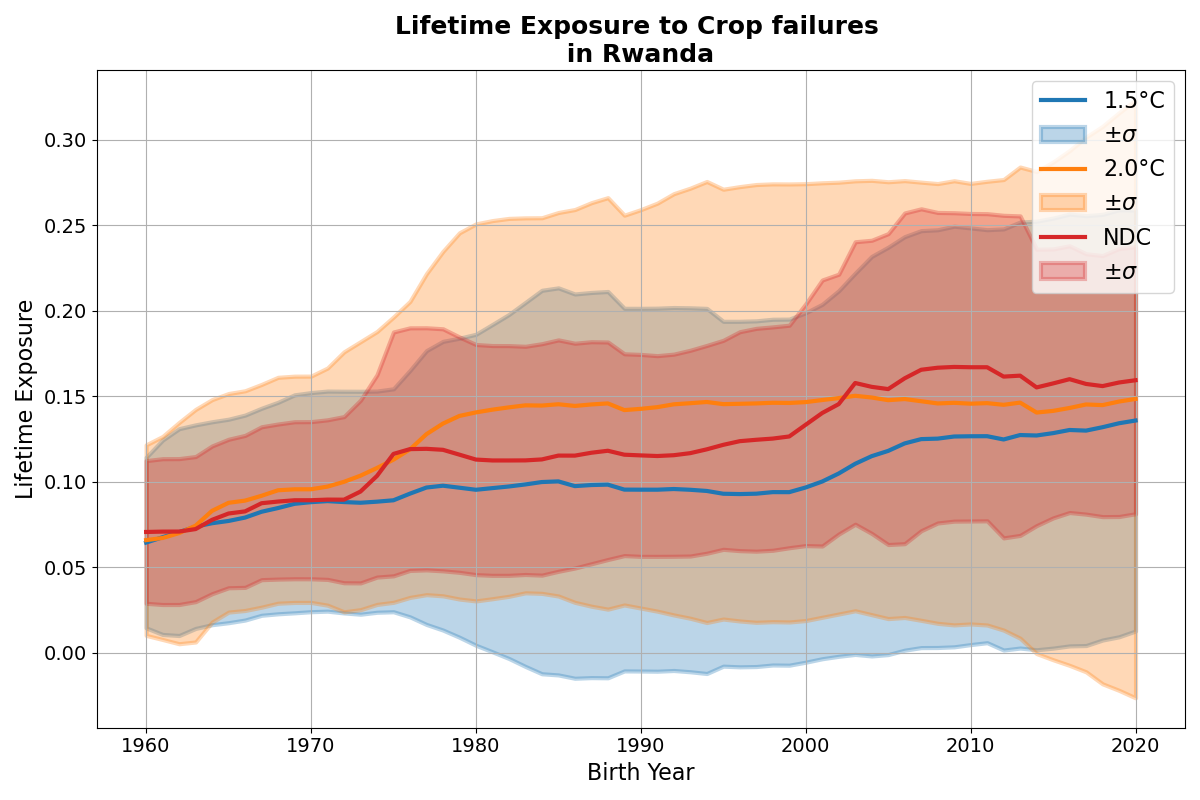 Lifetime Exposure to Crop failures
in Rwanda
1.5°C
±σ
2.0°C
±σ
NDC
±σ
Lifetime Exposure
0.30
0.25
0.20
0.15
0.10
0.05
0.00
1960 1970 1980 1990 2000 2010 2020
Birth Year